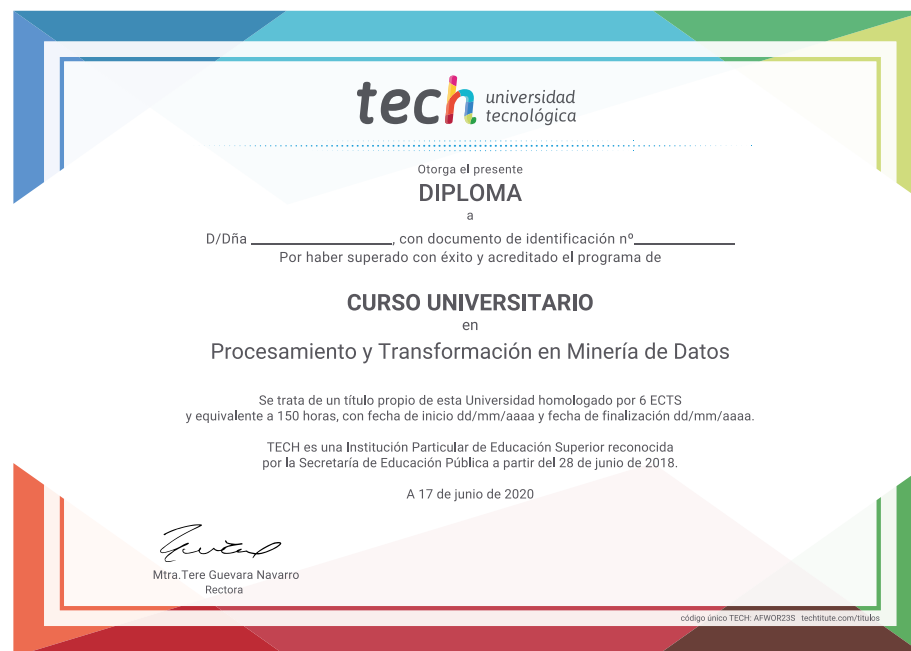 tech universidad
tecnológica
Otorga el presente
DIPLOMA
a
D/Dña ________________, con documento de identificación nº____________
Por haber superado con éxito y acreditado el programa de
CURSO UNIVERSITARIO
en
Procesamiento y Transformación en Minería de Datos
Se trata de un título propio de esta Universidad homologado por 6 ECTS
y equivalente a 150 horas, con fecha de inicio dd/mm/aaaa y fecha de finalización dd/mm/aaaa.
TECH es una Institución Particular de Educación Superior reconocida
por la Secretaría de Educación Pública a partir del 28 de junio de 2018.
A 17 de junio de 2020
Mtra.Tere Guevara Navarro
Rectora
código único TECH: AFWOR23S techtitute.com/titulos